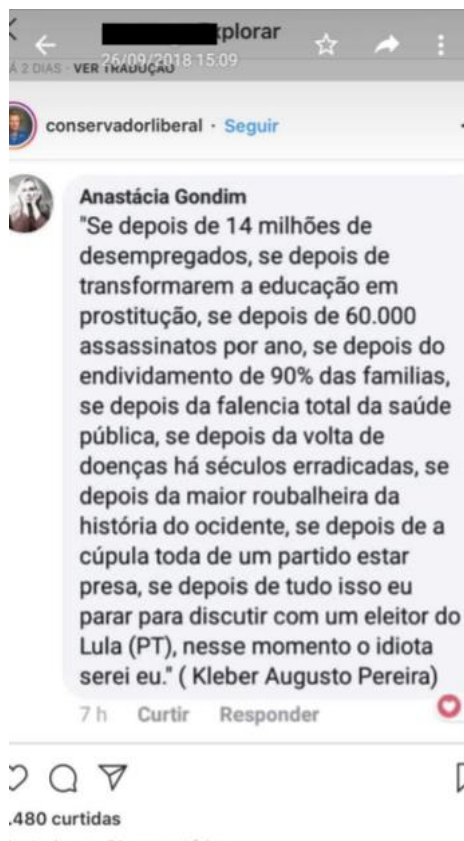 xplorar
26/09/2018 15:09
Á 2 DIAS · VER TRADUÇÃO
conservadorliberal · Seguir
Anastácia Gondim
"Se depois de 14 milhões de
desempregados, se depois de
transformarem a educação em
prostituição, se depois de 60.000
assassinatos por ano, se depois do
endividamento de 90% das familias,
se depois da falencia total da saúde
pública, se depois da volta de
doenças há séculos erradicadas, se
depois da maior roubalheira da
história do ocidente, se depois de a
cúpula toda de um partido estar
presa, se depois de tudo isso eu
parar para discutir com um eleitor do
Lula (PT), nesse momento o idiota
serei eu." ( Kleber Augusto Pereira)
7 h Curtir Responder
.480 curtidas